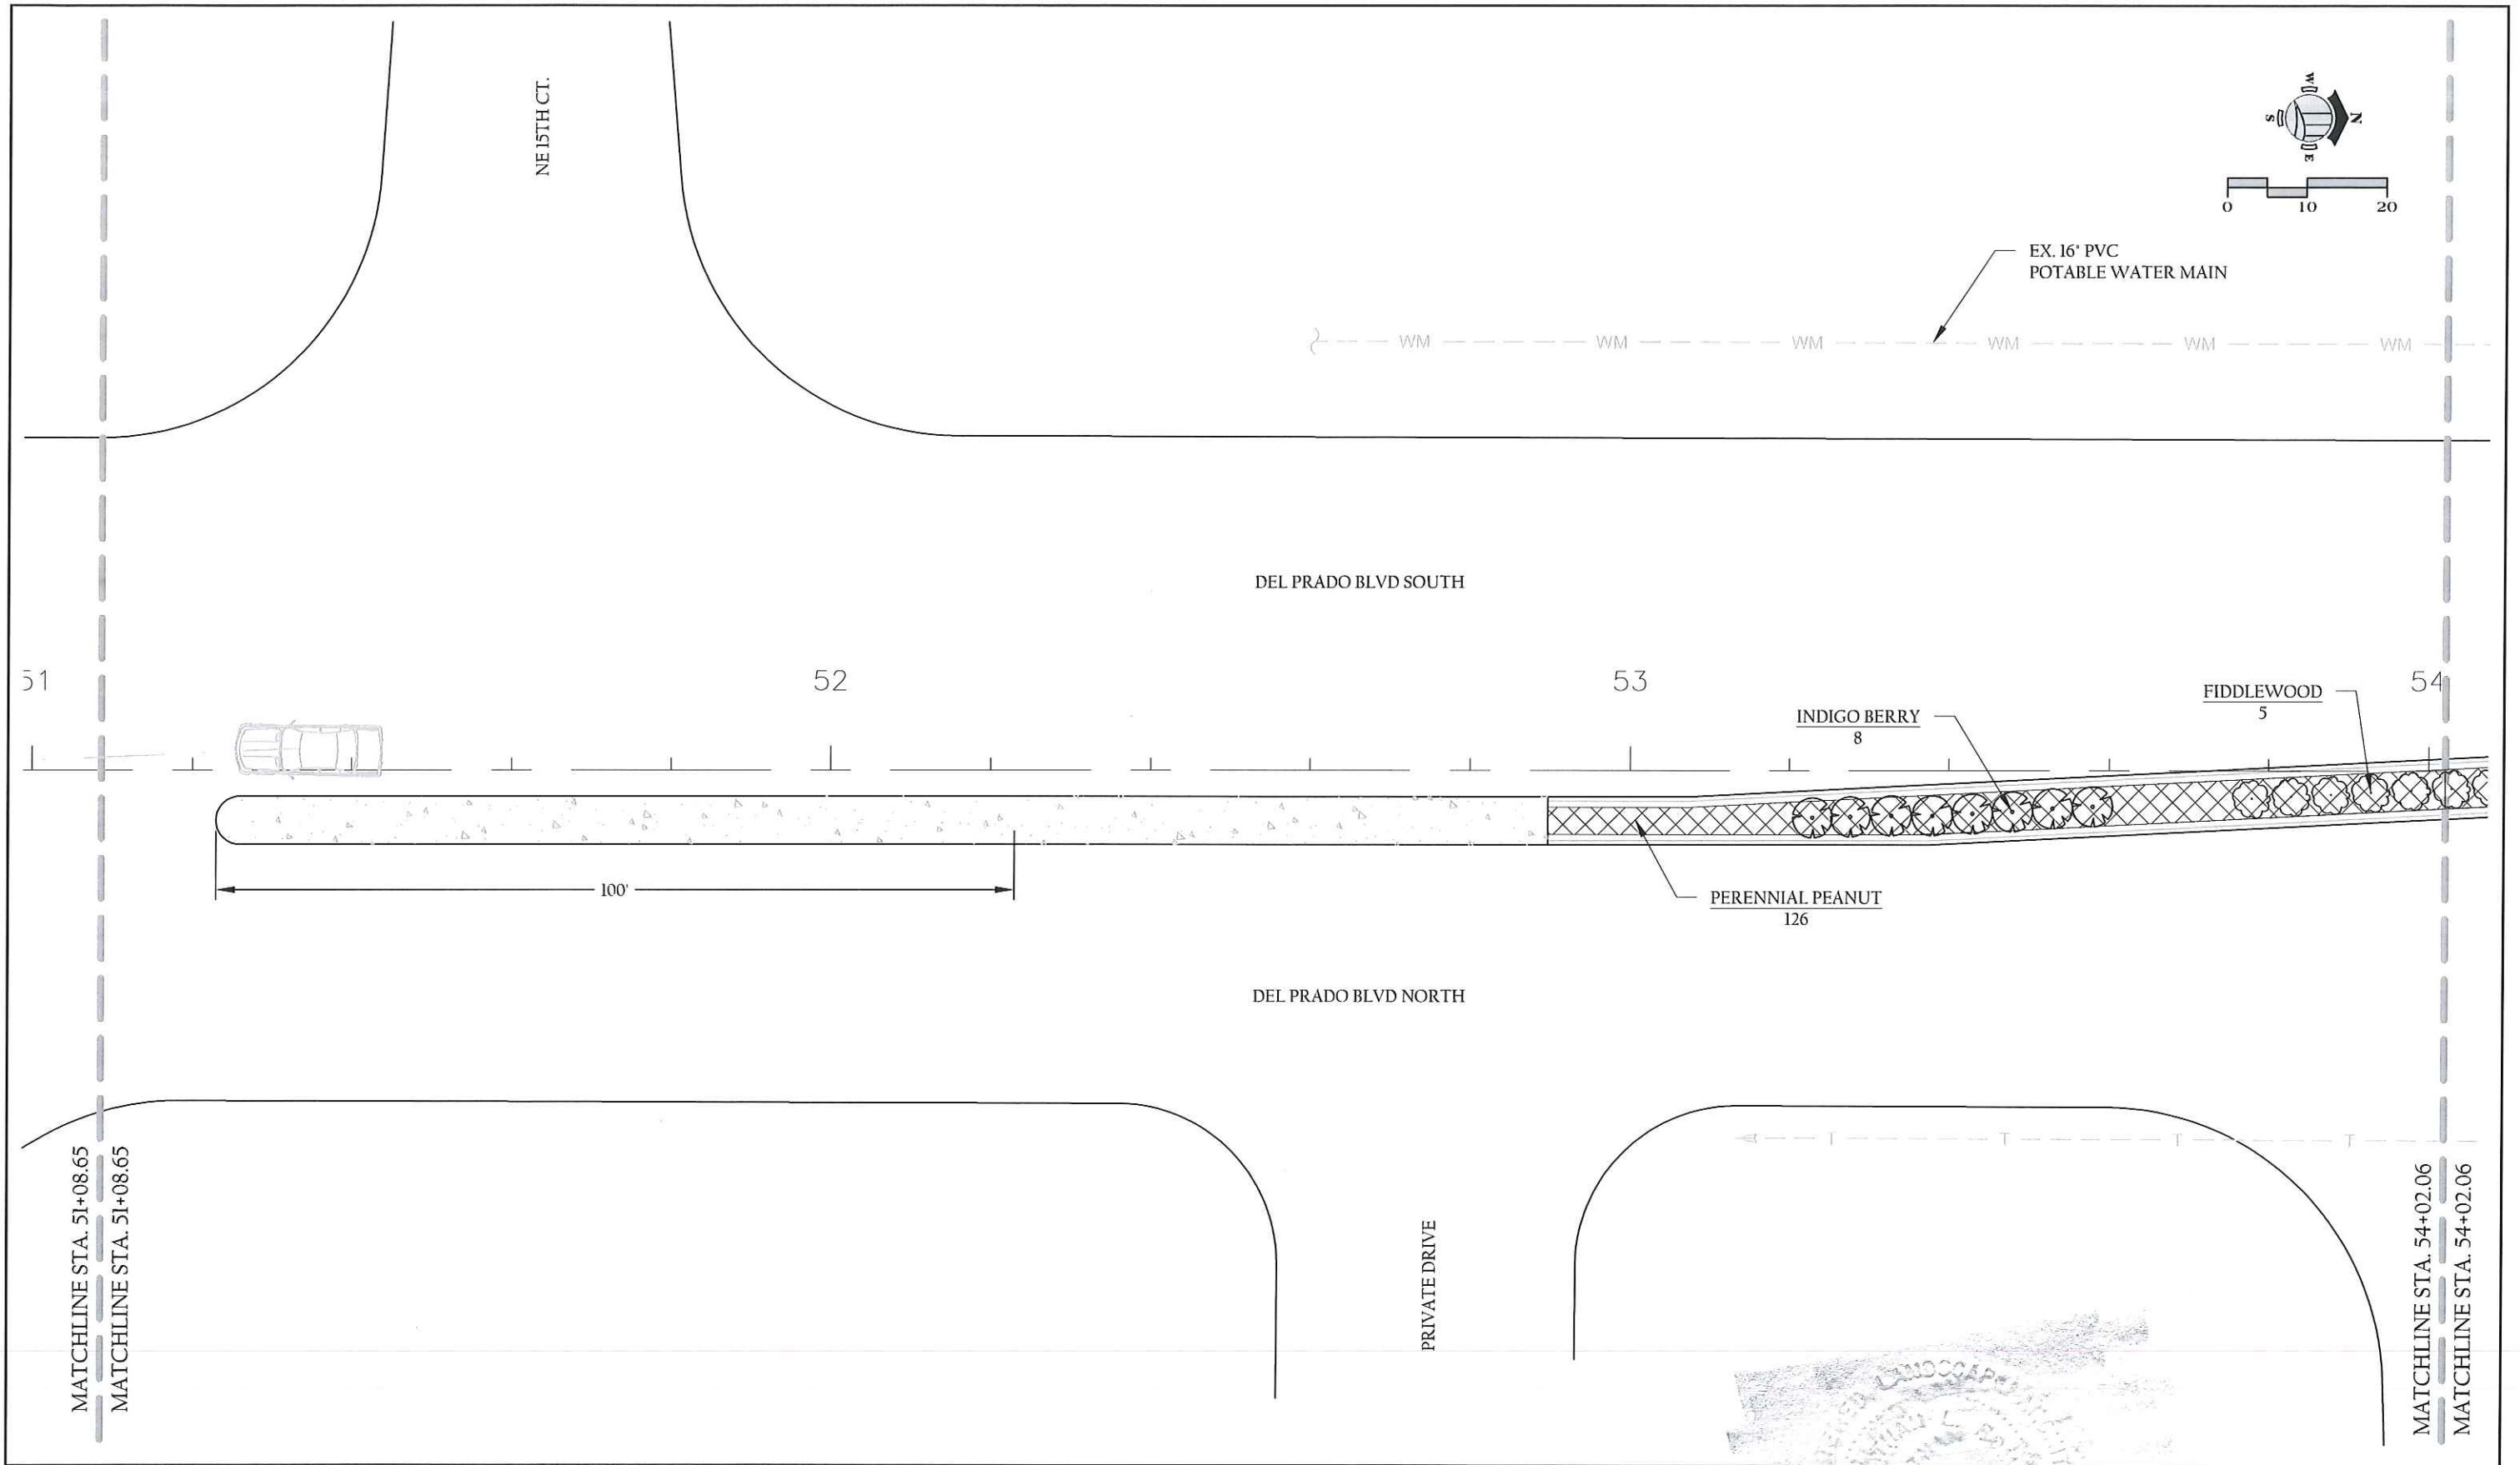 NE 15TH CT.
W
N
S
E
0 10 20
EX. 16" PVC
POTABLE WATER MAIN
WM WM WM WM WM WM
DEL PRADO BLVD SOUTH
51 52 53 54
FIDDLEWOOD
5
INDIGO BERRY
8
100'
PERENNIAL PEANUT
126
DEL PRADO BLVD NORTH
T T T T
PRIVATE DRIVE
MATCHLINE STA. 51+08.65
MATCHLINE STA. 51+08.65
MATCHLINE STA. 54+02.06
MATCHLINE STA. 54+02.06